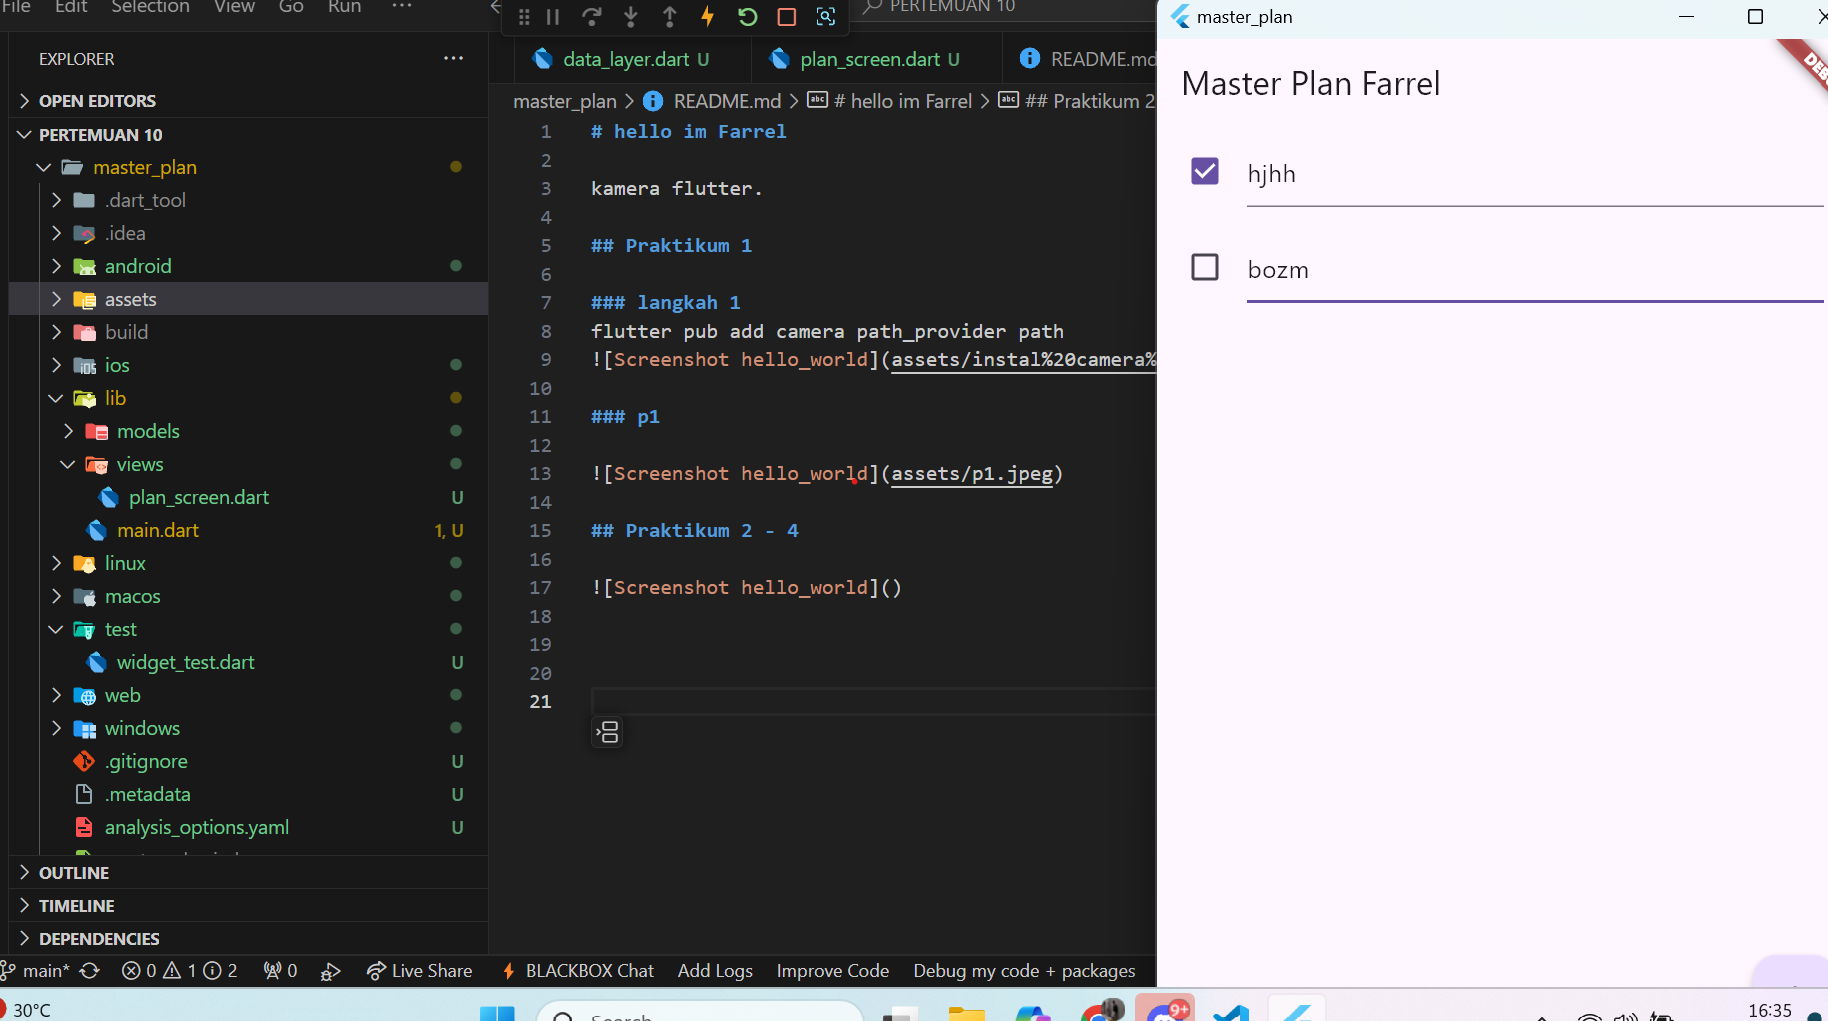 File Edit Selection View Go Run ···
PERTEMUAN 10
master_plan
EXPLORER
data_layer.dart U
plan_screen.dart U
README.md
OPEN EDITORS
master_plan > README.md > # hello im Farrel > ## Praktikum 2
PERTEMUAN 10
master_plan
.dart_tool
.idea
android
assets
build
ios
lib
models
views
plan_screen.dart U
main.dart 1, U
linux
macos
test
widget_test.dart U
web
windows
.gitignore U
.metadata U
analysis_options.yaml U
OUTLINE
TIMELINE
DEPENDENCIES
1 # hello im Farrel
2
3 kamera flutter.
4
5 ## Praktikum 1
6
7 ### langkah 1
8 flutter pub add camera path_provider path
9 ![Screenshot hello_world](assets/instal%20camera%
10
11 ### p1
12
13 ![Screenshot hello_world](assets/p1.jpeg)
14
15 ## Praktikum 2 - 4
16
17 ![Screenshot hello_world]()
18
19
20
21
Master Plan Farrel
hjhh
bozm
main* 0 1 2 0 Live Share BLACKBOX Chat Add Logs Improve Code Debug my code + packages
30°C
Search
9+
16:35